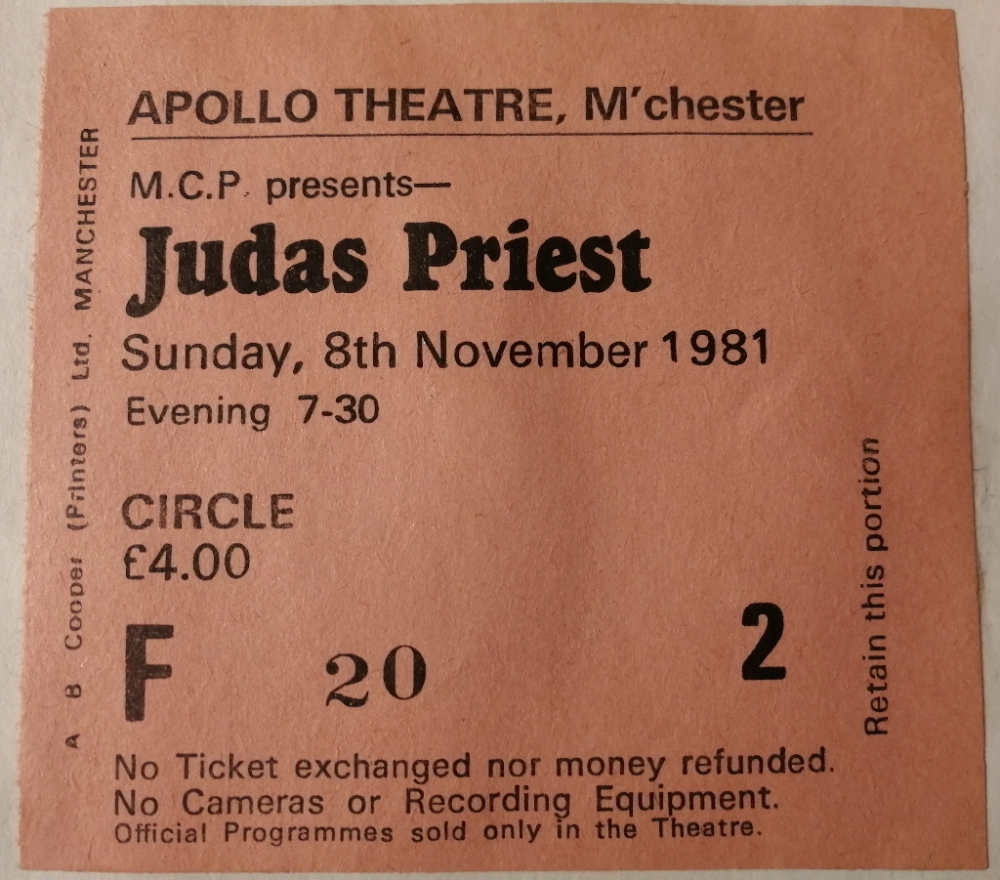 APOLLO THEATRE, M'chester
M.C.P. presents—
Judas Priest
Sunday, 8th November 1981
Evening 7-30
CIRCLE
£4.00
F 20 2
No Ticket exchanged nor money refunded.
No Cameras or Recording Equipment.
Official Programmes sold only in the Theatre.
A B Cooper (Printers) Ltd. MANCHESTER
Retain this portion